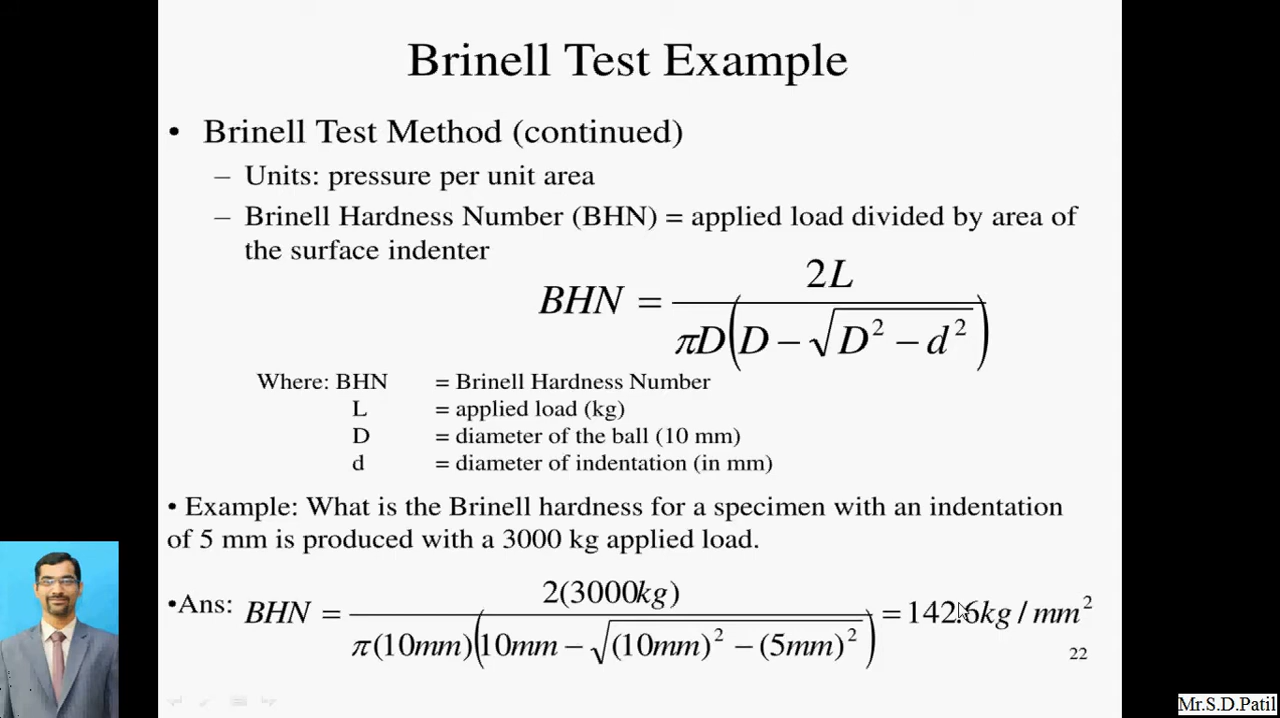 Brinell Test Example
• Brinell Test Method (continued)
– Units: pressure per unit area
– Brinell Hardness Number (BHN) = applied load divided by area of
the surface indenter
BHN = 2L / πD(D − √(D² − d²))
Where: BHN = Brinell Hardness Number
L = applied load (kg)
D = diameter of the ball (10 mm)
d = diameter of indentation (in mm)
• Example: What is the Brinell hardness for a specimen with an indentation
of 5 mm is produced with a 3000 kg applied load.
•Ans: BHN = 2(3000kg) / π(10mm)(10mm − √((10mm)² − (5mm)²)) = 142.6kg / mm²
22
Mr.S.D.Patil